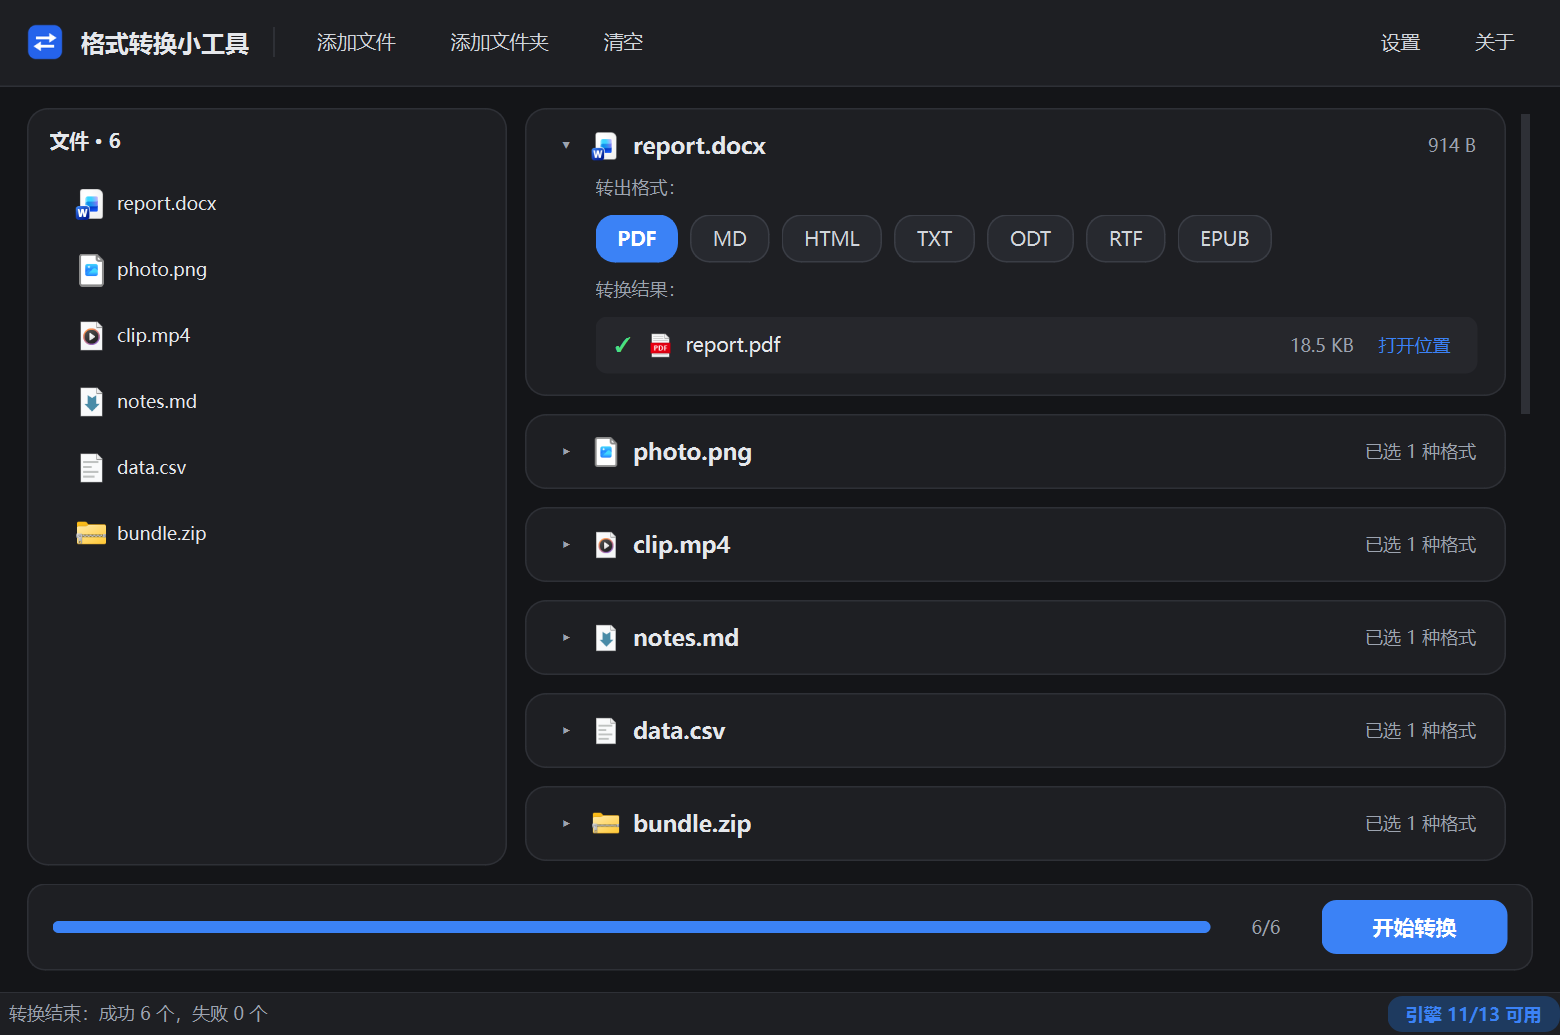 格式转换小工具
添加文件
添加文件夹
清空
设置
关于
文件 • 6
report.docx
photo.png
clip.mp4
notes.md
data.csv
bundle.zip
report.docx
914 B
转出格式:
PDF
MD
HTML
TXT
ODT
RTF
EPUB
转换结果:
✓ PDF report.pdf
18.5 KB
打开位置
photo.png
已选 1 种格式
clip.mp4
已选 1 种格式
notes.md
已选 1 种格式
data.csv
已选 1 种格式
bundle.zip
已选 1 种格式
6/6
开始转换
转换结束：成功 6 个，失败 0 个
引擎 11/13 可用